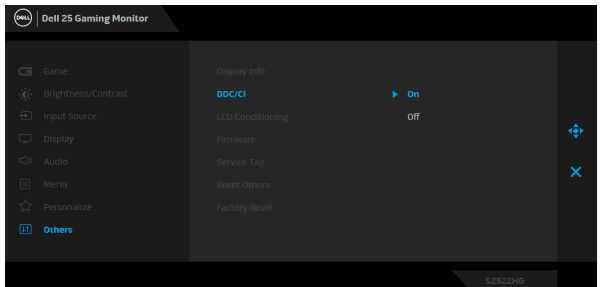 DELL
Dell 25 Gaming Monitor
Game
Display Info
Brightness/Contrast
DDC/CI
On
Input Source
LCD Conditioning
Off
Display
Firmware
Audio
Service Tag
Menu
Reset Others
Personalize
Factory Reset
Others
S2522HG